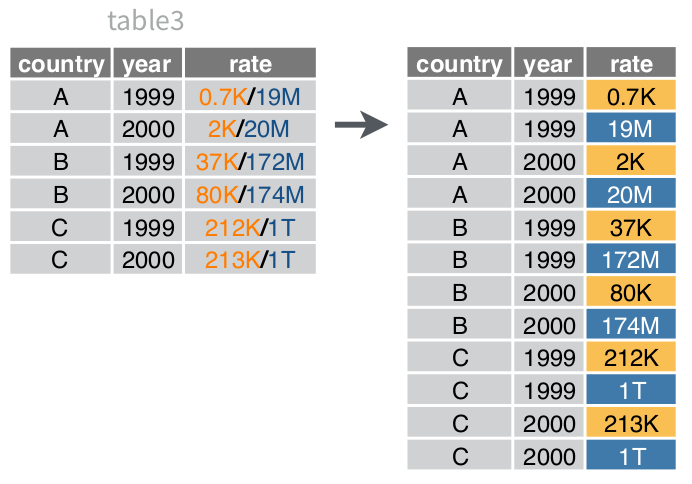 table3
country year rate
A 1999 0.7K/19M
A 2000 2K/20M
B 1999 37K/172M
B 2000 80K/174M
C 1999 212K/1T
C 2000 213K/1T
country year rate
A 1999 0.7K
A 1999 19M
A 2000 2K
A 2000 20M
B 1999 37K
B 1999 172M
B 2000 80K
B 2000 174M
C 1999 212K
C 1999 1T
C 2000 213K
C 2000 1T